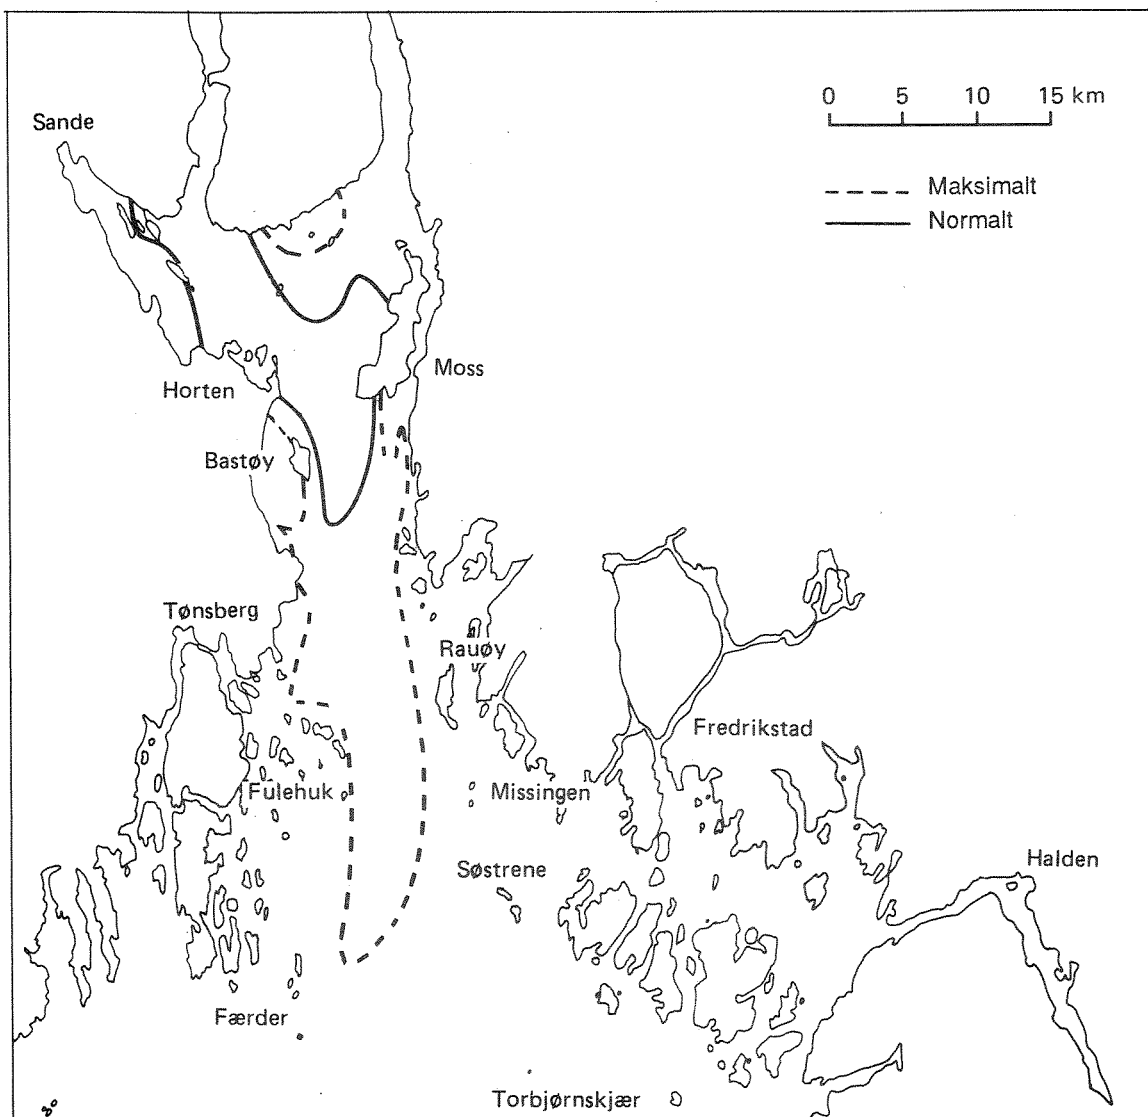 0 5 10 15 km
Sande
Maksimalt
Normalt
Moss
Horten
Bastøy
Tønsberg
Rauøy
Fredrikstad
Fulehuk
Missingen
Søstrene
Halden
Færder
Torbjørnskjær